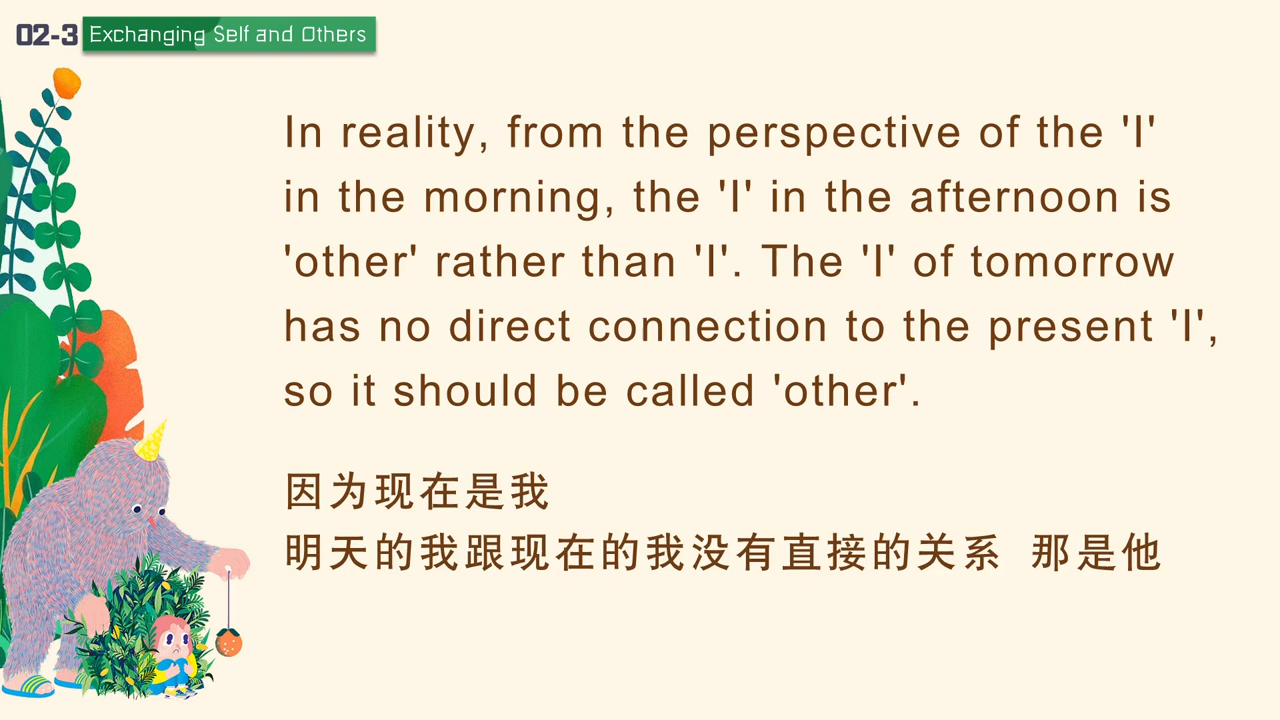 02-3 Exchanging Self and Others
In reality, from the perspective of the 'I'
in the morning, the 'I' in the afternoon is
'other' rather than 'I'. The 'I' of tomorrow
has no direct connection to the present 'I',
so it should be called 'other'.
因为现在是我
明天的我跟现在的我没有直接的关系 那是他